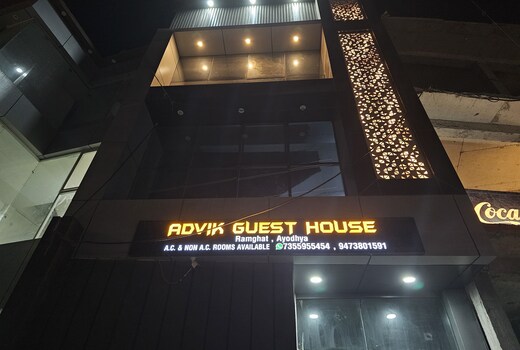 ADVIK GUEST HOUSE
Ramghat , Ayodhya
A.C. & NON A.C. ROOMS AVAILABLE 7355955454 , 9473801591
Coca